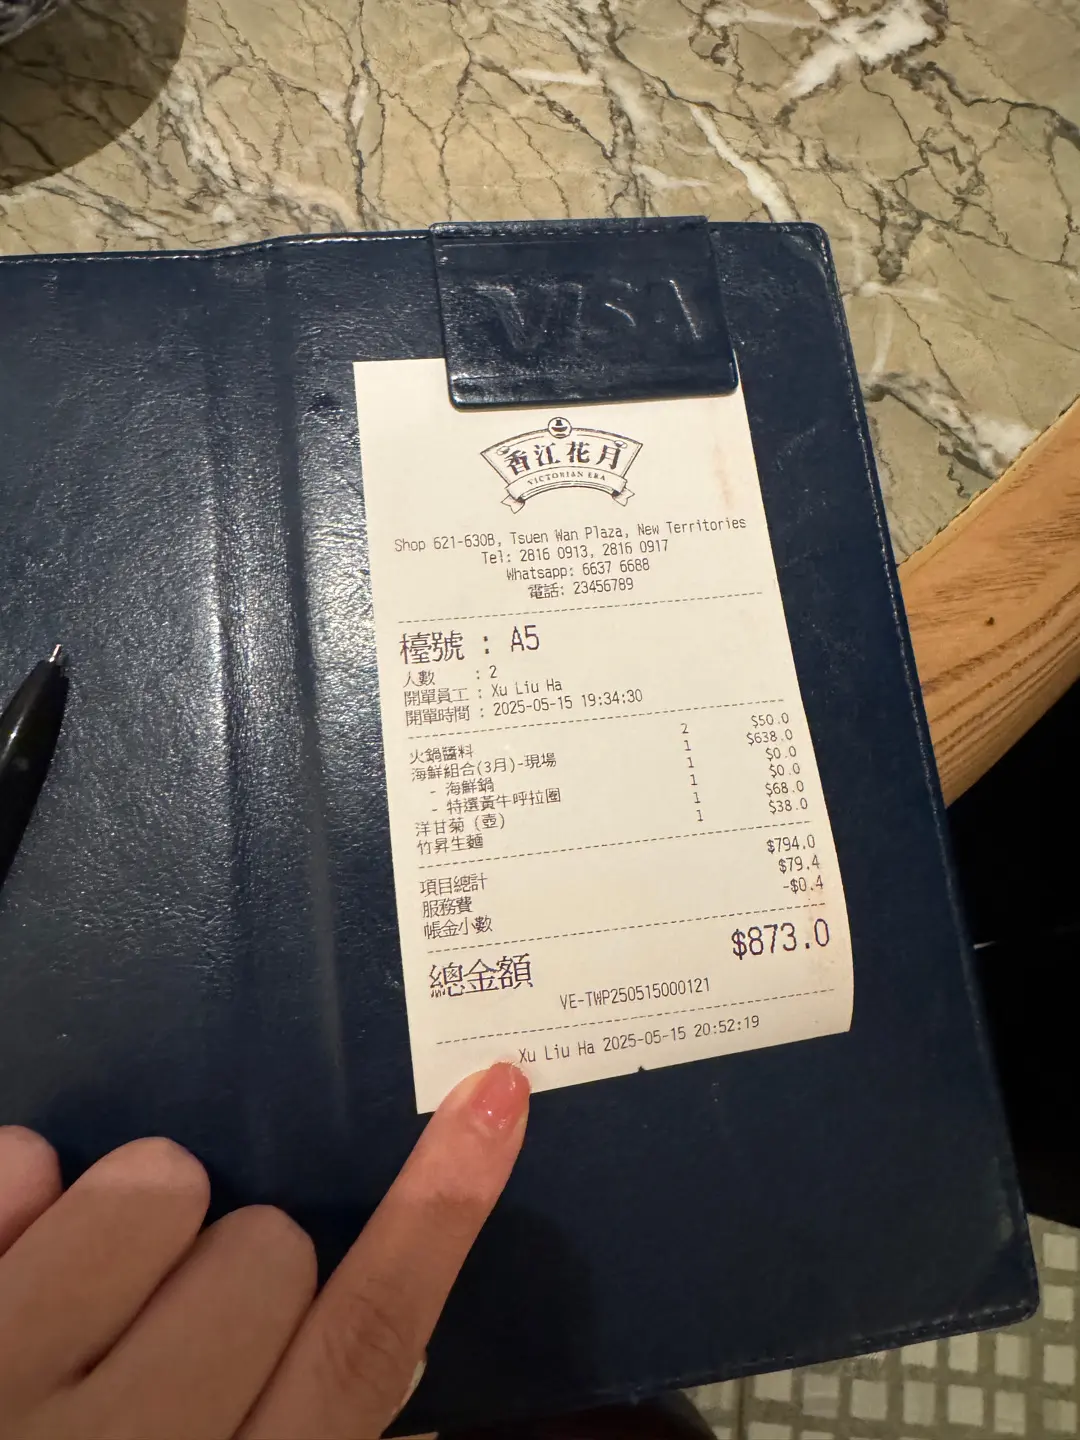 VISA
香江花月
VICTORIAN ERA
Shop 621-630B, Tsuen Wan Plaza, New Territories
Tel: 2816 0913, 2816 0917
Whatsapp: 6637 6688
電話: 23456789
檯號 : A5
人數 : 2
開單員工 : Xu Liu Ha
開單時間 : 2025-05-15 19:34:30
火鍋醬料 2 $50.0
海鮮組合(3月)-現場 1 $638.0
- 海鮮鍋 1 $0.0
- 特選黃牛呼拉圈 1 $0.0
洋甘菊 (壺) 1 $68.0
竹昇生麵 1 $38.0
項目總計 $794.0
服務費 $79.4
帳金小數 -$0.4
總金額 $873.0
VE-TWP250515000121
Xu Liu Ha 2025-05-15 20:52:19